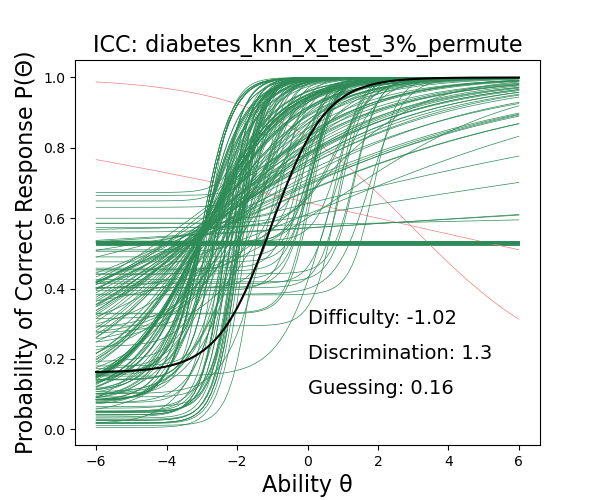 ICC: diabetes_knn_x_test_3%_permute
Probability of Correct Response P(Θ)
1.0
0.8
0.6
0.4
0.2
0.0
Difficulty: -1.02
Discrimination: 1.3
Guessing: 0.16
−6 −4 −2 0 2 4 6
Ability θ